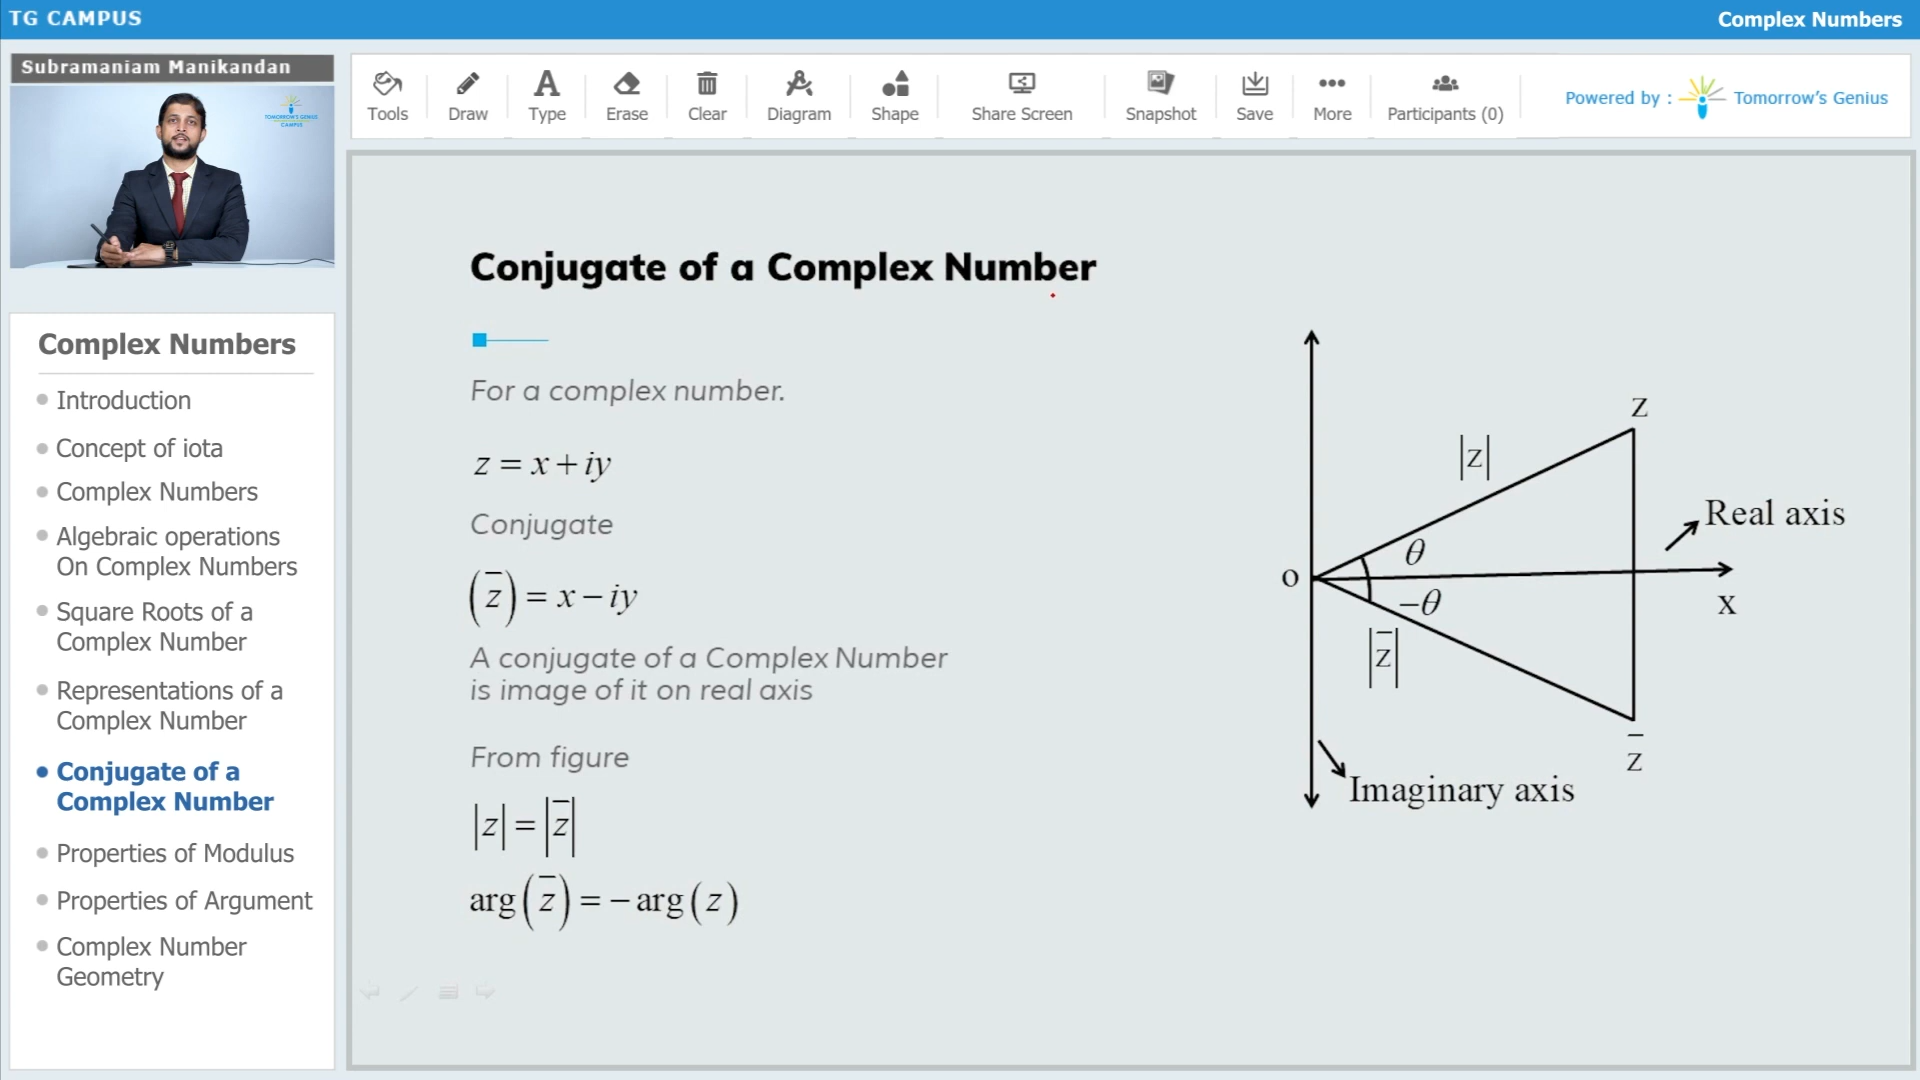 TG CAMPUS
Complex Numbers
Subramaniam Manikandan
TOMORROW'S GENIUS
CAMPUS
Tools
Draw
Type
Erase
Clear
Diagram
Shape
Share Screen
Snapshot
Save
More
Participants (0)
Powered by :
Tomorrow's Genius
Complex Numbers
Introduction
Concept of iota
Complex Numbers
Algebraic operations
On Complex Numbers
Square Roots of a
Complex Number
Representations of a
Complex Number
Conjugate of a
Complex Number
Properties of Modulus
Properties of Argument
Complex Number
Geometry
Conjugate of a Complex Number
For a complex number.
z = x + iy
Conjugate
(z̅) = x − iy
A conjugate of a Complex Number
is image of it on real axis
From figure
|z| = |z̅|
arg(z̅) = − arg(z)
z
|z|
Real axis
θ
o
−θ
x
|z̅|
z̅
Imaginary axis